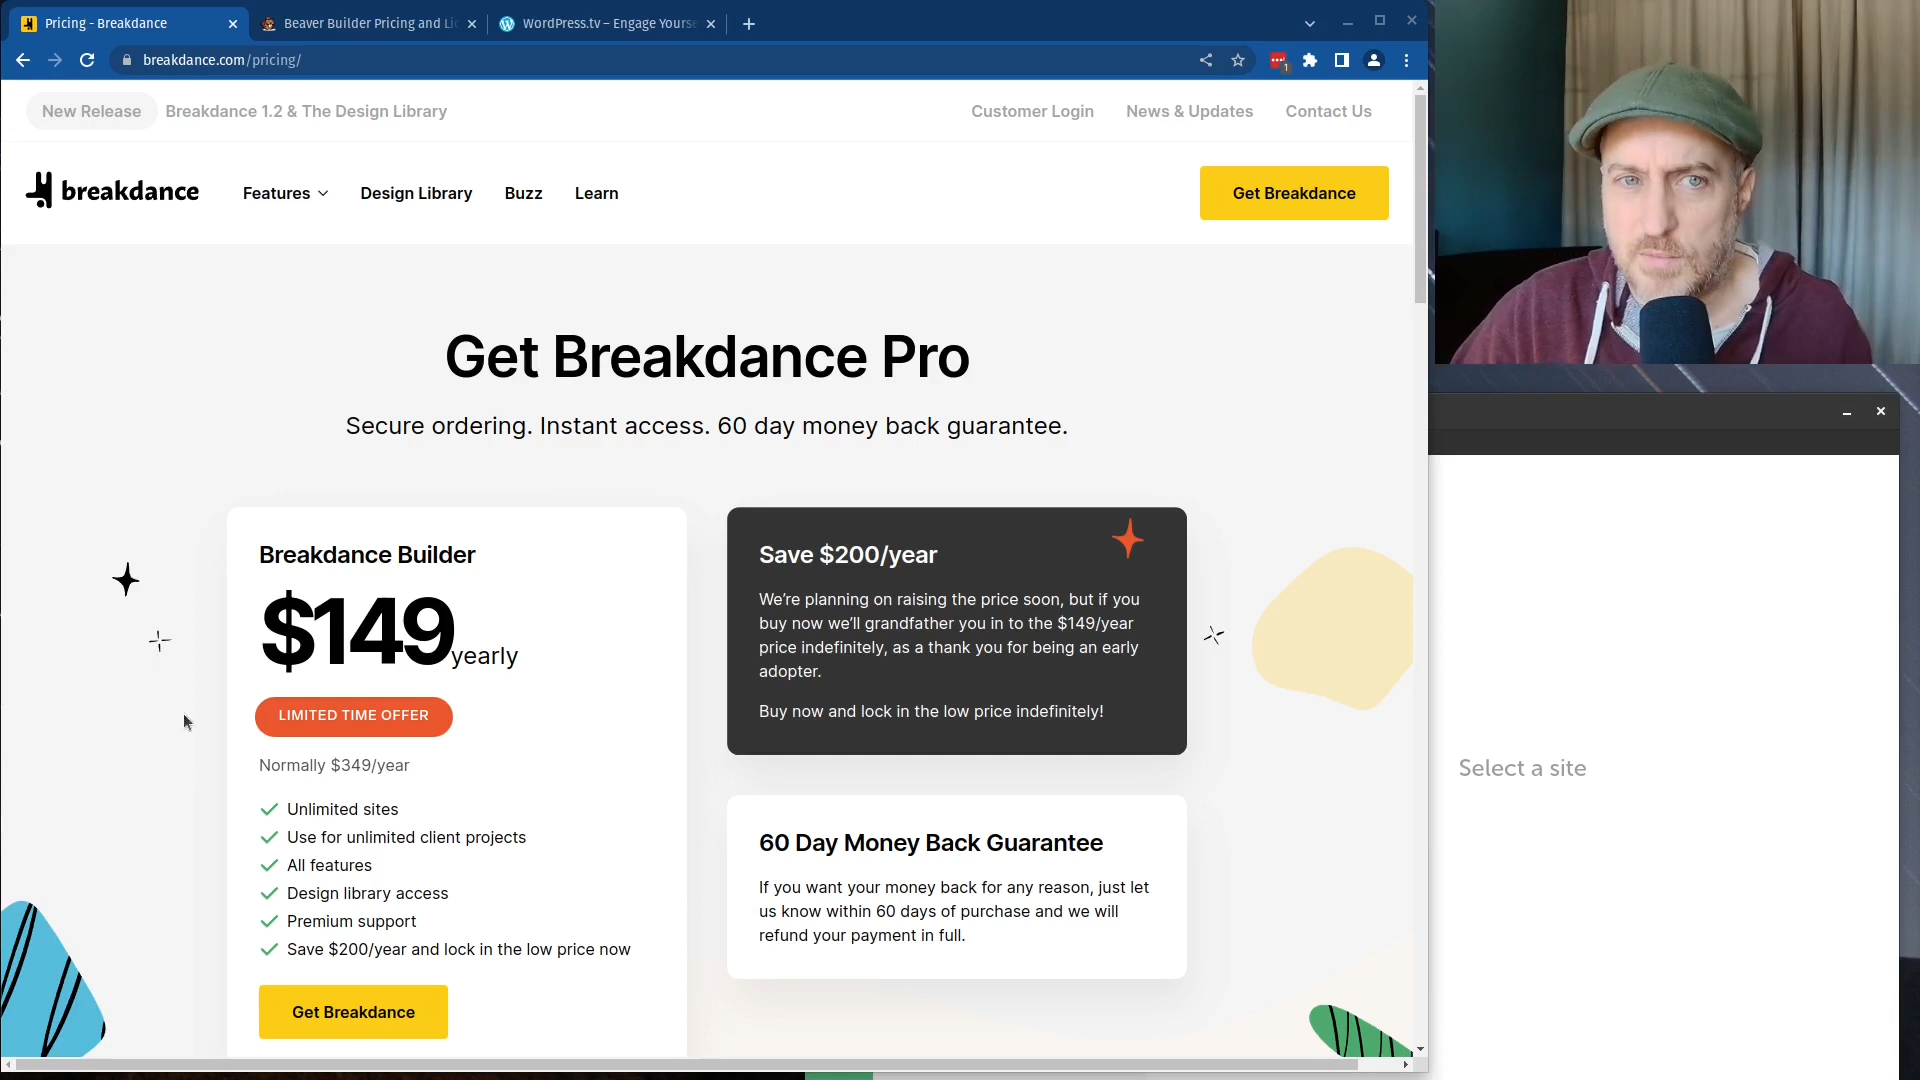 Pricing - Breakdance
Beaver Builder Pricing and Lic
WordPress.tv – Engage Yourse
breakdance.com/pricing/
1
New Release
Breakdance 1.2 & The Design Library
Customer Login
News & Updates
Contact Us
breakdance
Features
Design Library
Buzz
Learn
Get Breakdance
Get Breakdance Pro
Secure ordering. Instant access. 60 day money back guarantee.
Breakdance Builder
$149 yearly
LIMITED TIME OFFER
Normally $349/year
Unlimited sites
Use for unlimited client projects
All features
Design library access
Premium support
Save $200/year and lock in the low price now
Get Breakdance
Save $200/year
We’re planning on raising the price soon, but if you
buy now we’ll grandfather you in to the $149/year
price indefinitely, as a thank you for being an early
adopter.
Buy now and lock in the low price indefinitely!
60 Day Money Back Guarantee
If you want your money back for any reason, just let
us know within 60 days of purchase and we will
refund your payment in full.
Select a site